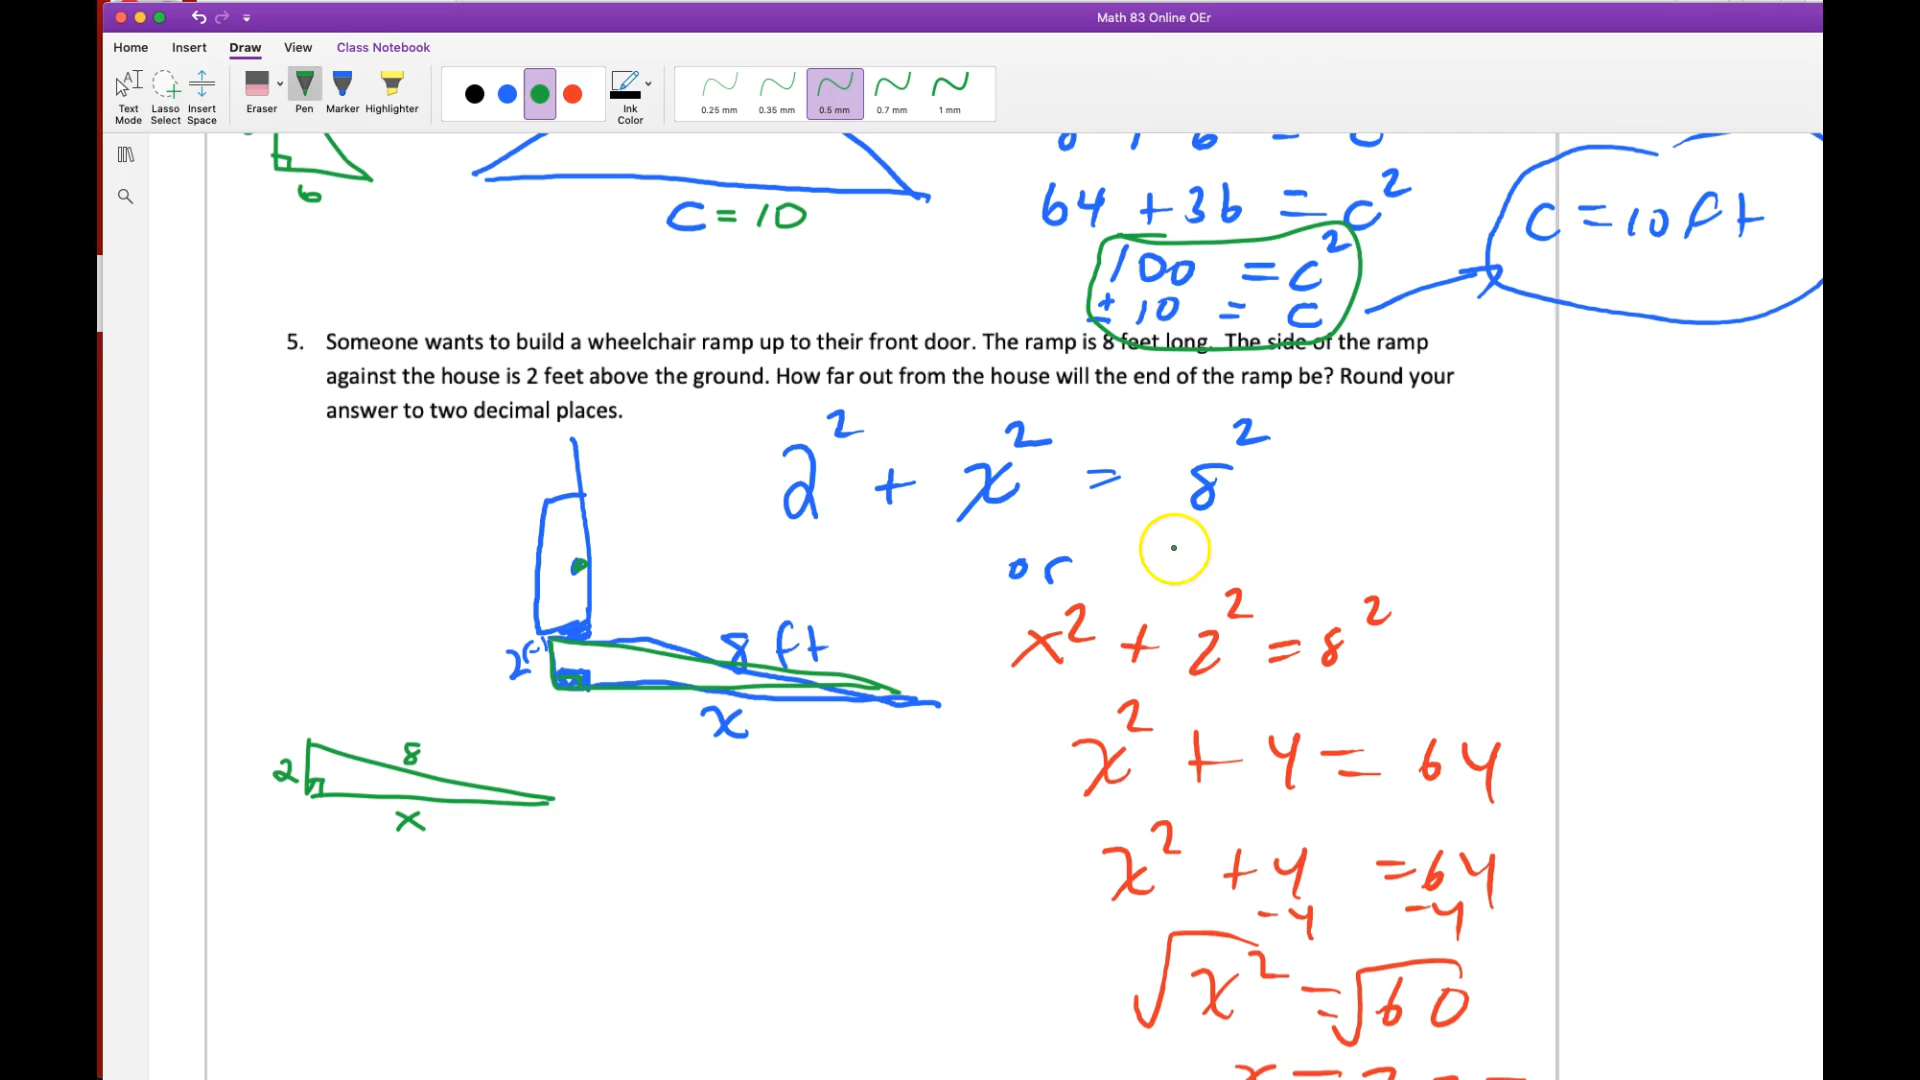 Math 83 Online OEr
Home Insert Draw View Class Notebook
Text Mode
Lasso Select
Insert Space
Eraser
Pen
Marker
Highlighter
Ink Color
0.25 mm
0.35 mm
0.5 mm
0.7 mm
1 mm
6
c = 10
64 + 36 = c²
100 = c²
± 10 = c
c = 10 ft
5. Someone wants to build a wheelchair ramp up to their front door. The ramp is 8 feet long. The side of the ramp
against the house is 2 feet above the ground. How far out from the house will the end of the ramp be? Round your
answer to two decimal places.
2² + x² = 8²
or
x² + 2² = 8²
8 ft
x
x² + 4 = 64
2
8
x
x² + 4 = 64
-4 -4
√x² = √60